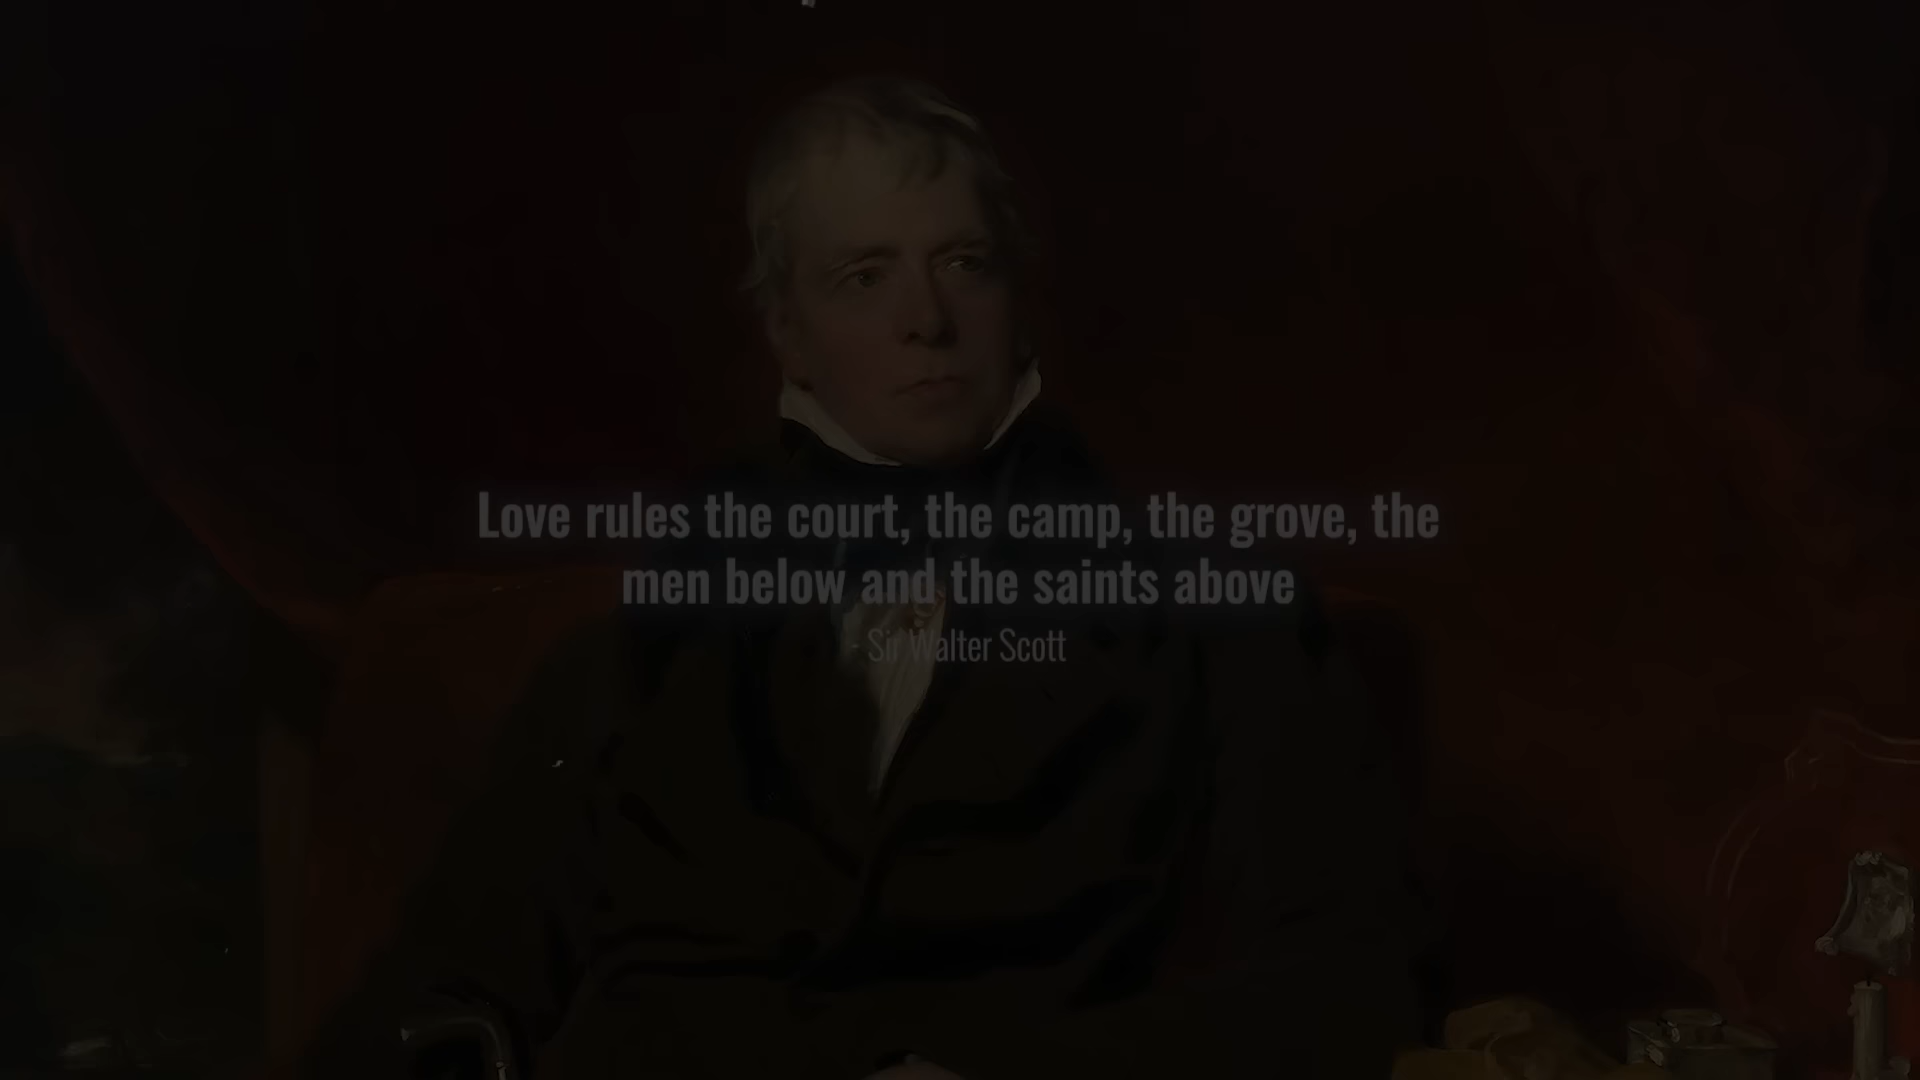 Love rules the court, the camp, the grove, the
men below and the saints above
- Sir Walter Scott